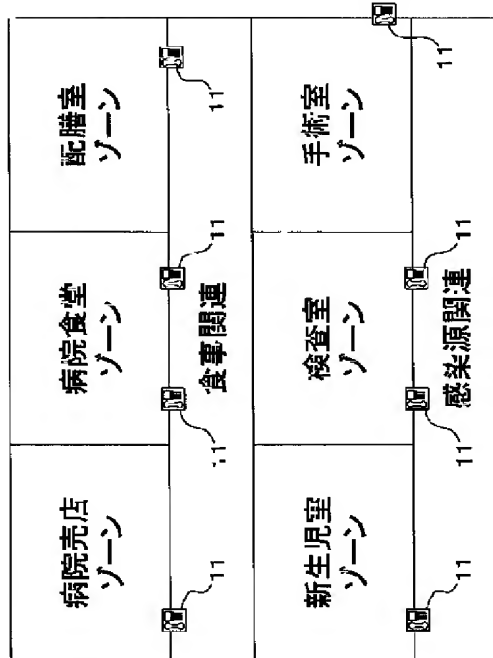 病院売店
ゾーン
病院食堂
ゾーン
配膳室
ゾーン
11
11
食事関連
11
11
新生児室
ゾーン
検査室
ゾーン
手術室
ゾーン
11
11
感染源関連
11
11